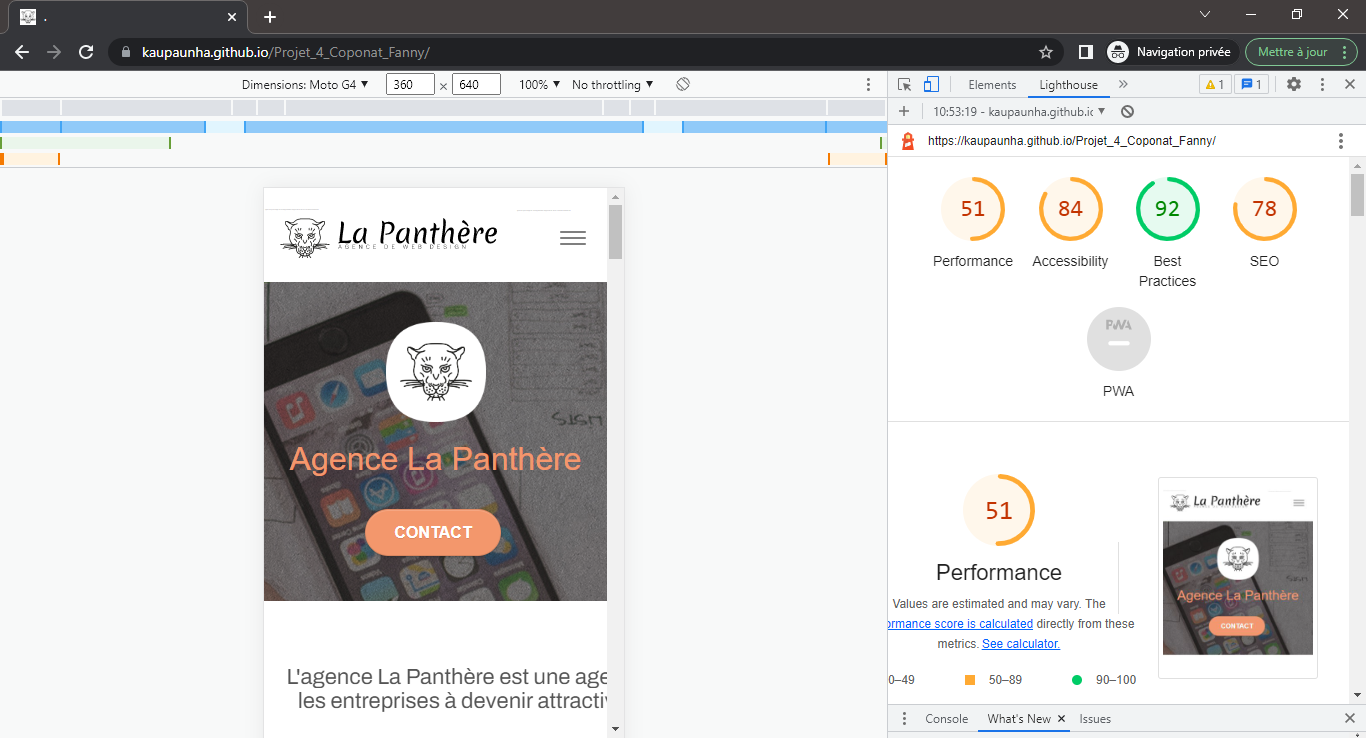 .
kaupaunha.github.io/Projet_4_Coponat_Fanny/
Navigation privée
Mettre à jour
Dimensions: Moto G4 ▼ 360 × 640 100% ▼ No throttling ▼
Elements Lighthouse » 1 1
10:53:19 - kaupaunha.github.io ▼
https://kaupaunha.github.io/Projet_4_Coponat_Fanny/
La Panthère
AGENCE DE WEB DESIGN
Agence La Panthère
CONTACT
L'agence La Panthère est une age
les entreprises à devenir attractiv
51 84 92 78
Performance Accessibility Best Practices SEO
PWA
PWA
51
Performance
Values are estimated and may vary. The
ormance score is calculated directly from these
metrics. See calculator.
0–49 50–89 90–100
La Panthère
Agence La Panthère
CONTACT
Console What's New Issues